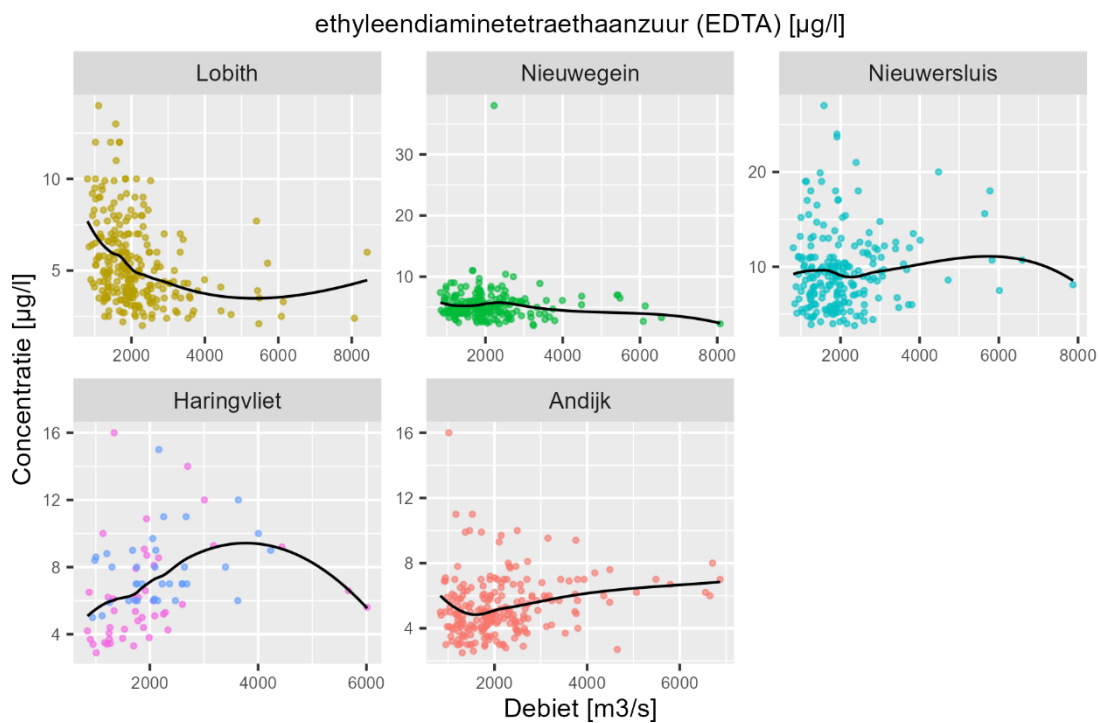 ethyleendiaminetetraethaanzuur (EDTA) [µg/l]
Lobith
Nieuwegein
Nieuwersluis
10
5
2000 4000 6000 8000
30
20
10
2000 4000 6000 8000
20
10
2000 4000 6000 8000
Concentratie [µg/l]
Haringvliet
Andijk
16
12
8
4
2000 4000 6000
16
12
8
4
2000 4000 6000
Debiet [m3/s]